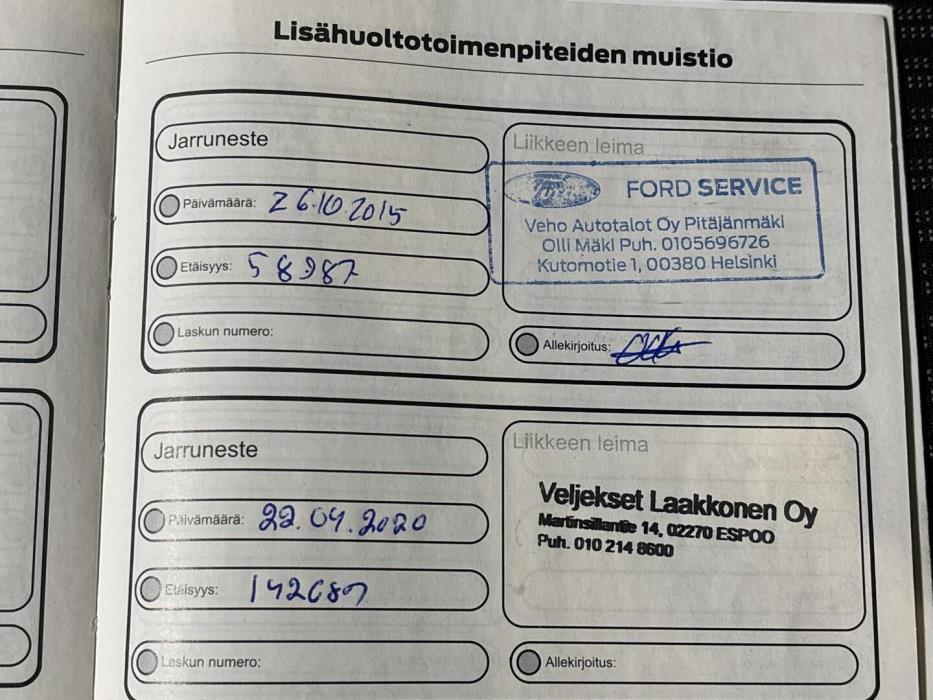 Lisähuoltotoimenpiteiden muistio
Jarruneste
Päivämäärä: 26.10.2015
Etäisyys: 58987
Laskun numero:
Liikkeen leima
FORD SERVICE
Veho Autotalot Oy Pitäjänmäki
Olli Mäki Puh. 0105696726
Kutomotie 1, 00380 Helsinki
Allekirjoitus:
Jarruneste
Päivämäärä: 22.04.2020
Etäisyys: 142687
Laskun numero:
Liikkeen leima
Veljekset Laakkonen Oy
Martinsillantie 14, 02270 ESPOO
Puh. 010 214 8600
Allekirjoitus: